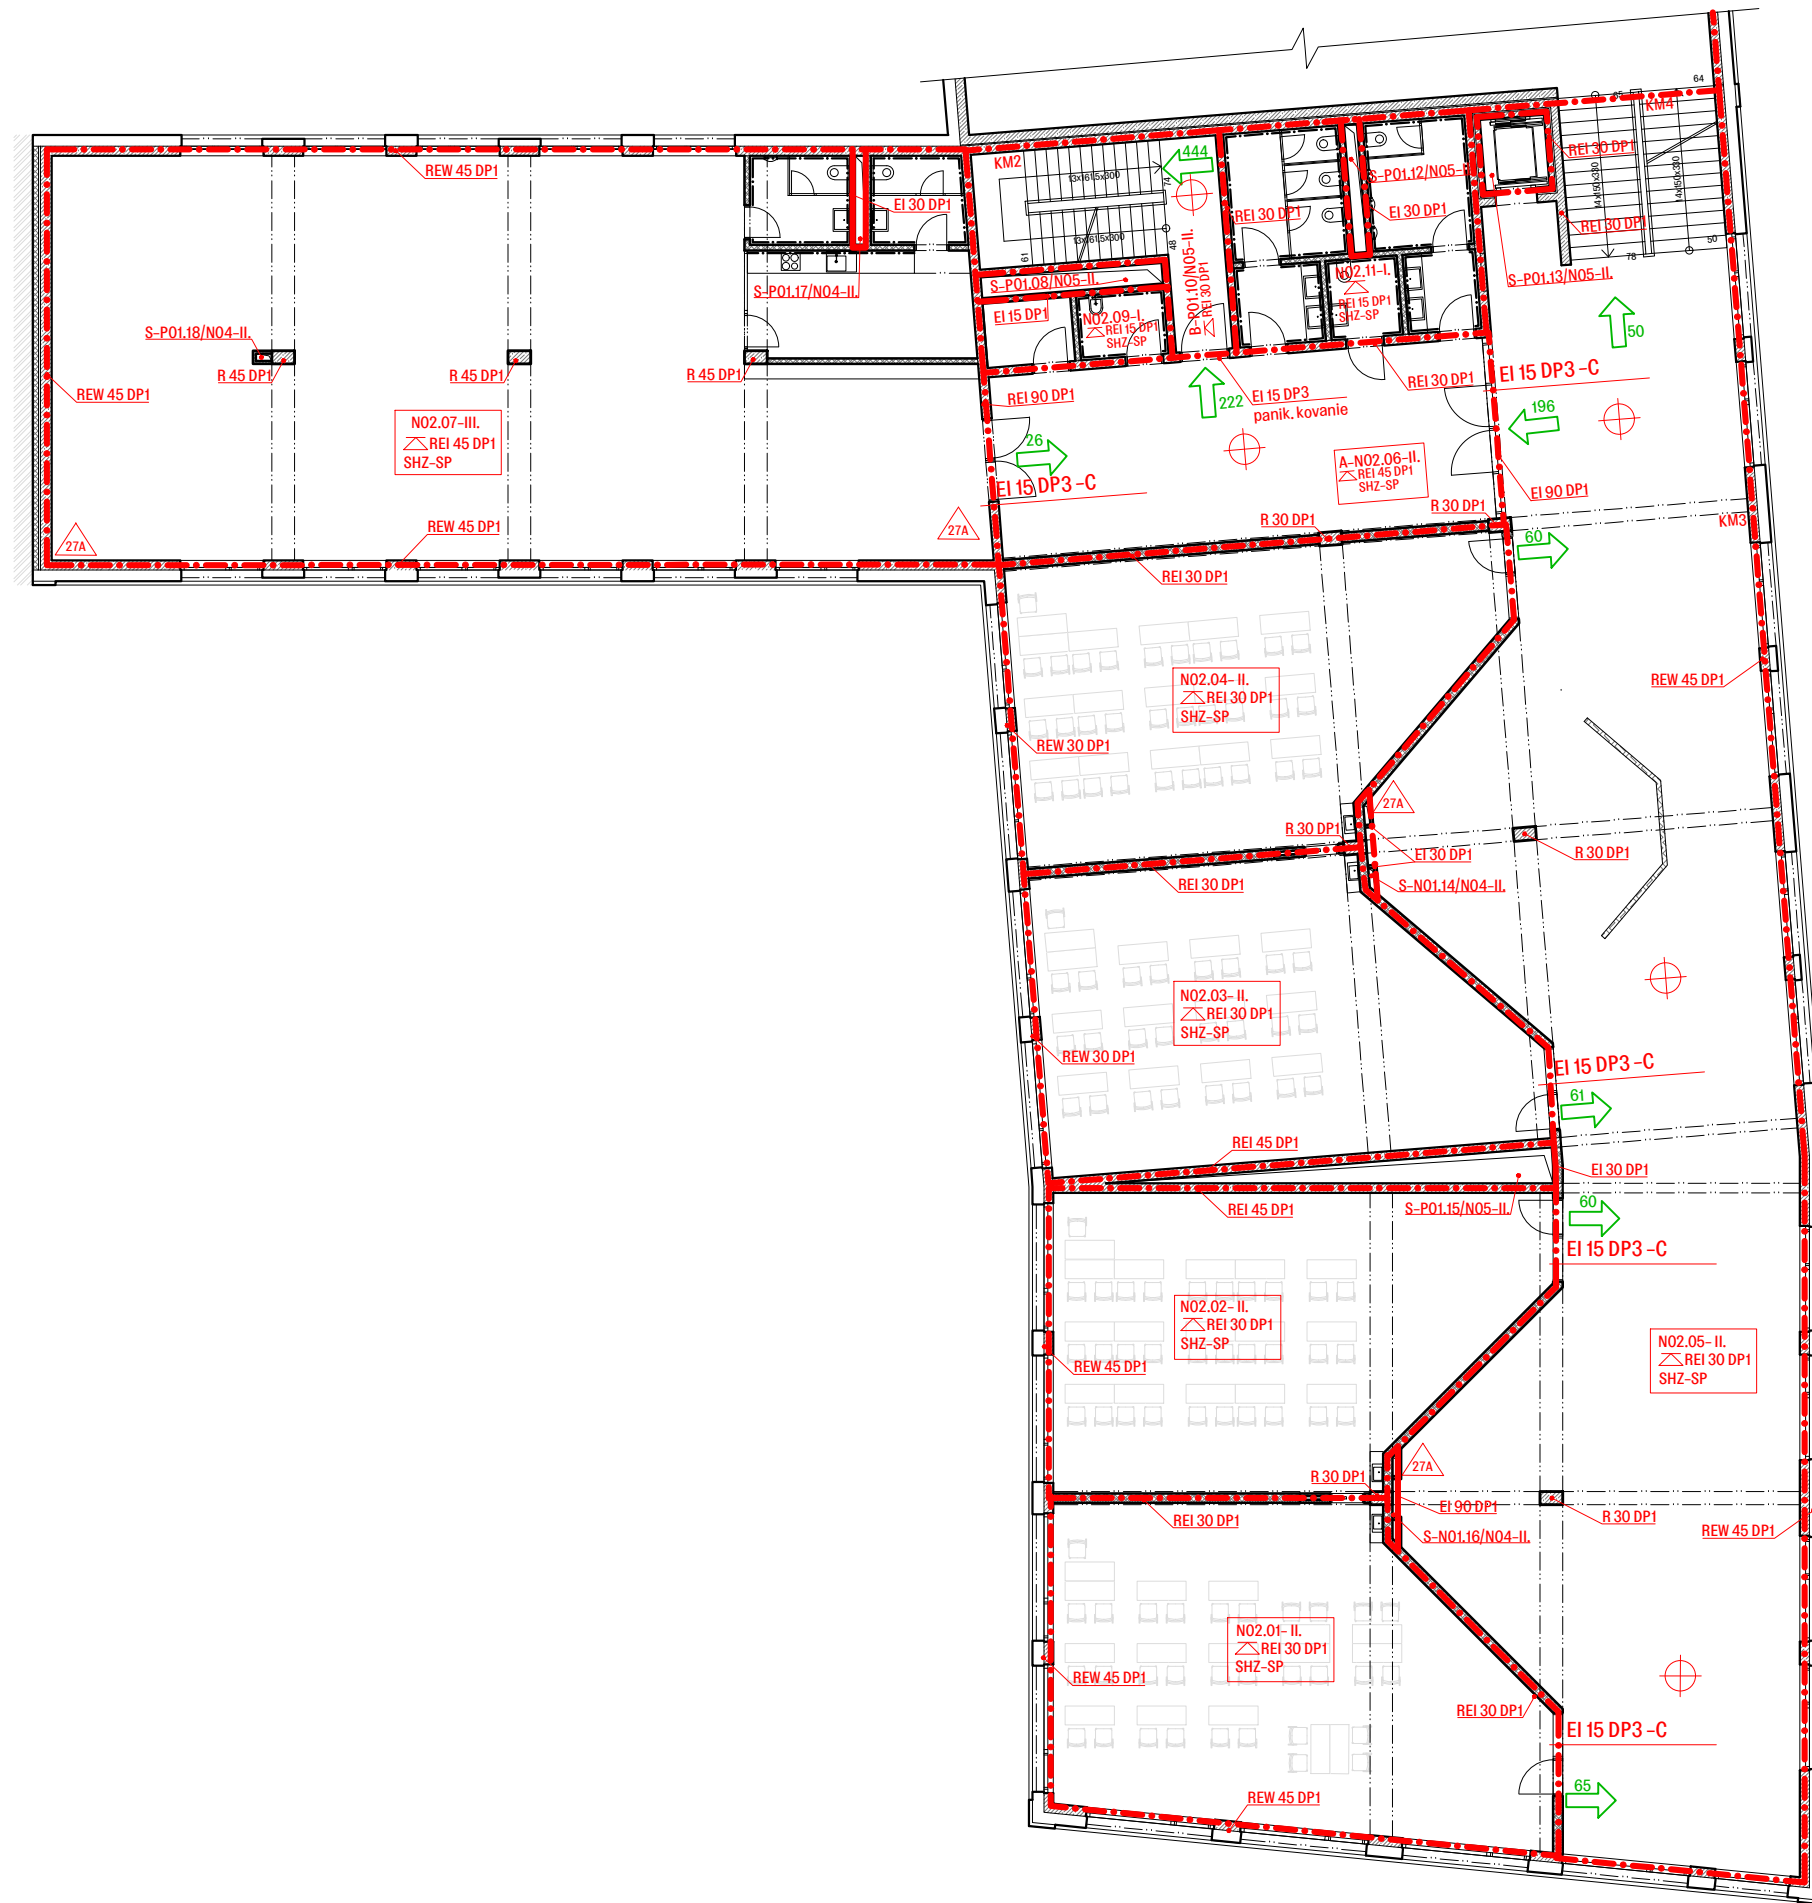 64
65
KM4
REW 45 DP1
KM2
444
13x161,5x300
74
S-P01.12/N05-II.
REI 30 DP1
EI 30 DP1
REI 30 DP1
EI 30 DP1
14x150x330
14x150x330
REI 30 DP1
13x161,5x300
48
61
50
78
B-P01.10/N05-II.
REI 30 DP1
S-P01.17/N04-II.
S-P01.08/N05-II.
N02.11-I.
REI 15 DP1
SHZ-SP
S-P01.13/N05-II.
EI 15 DP1
N02.09-I.
REI 15 DP1
SHZ-SP
S-P01.18/N04-II.
50
R 45 DP1
R 45 DP1
R 45 DP1
REI 30 DP1
EI 15 DP3 -C
REW 45 DP1
REI 90 DP1
222
EI 15 DP3
panik. kovanie
196
N02.07-III.
REI 45 DP1
SHZ-SP
26
A-N02.06-II.
REI 45 DP1
SHZ-SP
EI 15 DP3 -C
EI 90 DP1
27A
REW 45 DP1
27A
R 30 DP1
R 30 DP1
KM3
60
REI 30 DP1
N02.04- II.
REI 30 DP1
SHZ-SP
REW 45 DP1
REW 30 DP1
27A
R 30 DP1
EI 30 DP1
R 30 DP1
REI 30 DP1
S-N01.14/N04-II.
N02.03- II.
REI 30 DP1
SHZ-SP
REW 30 DP1
EI 15 DP3 -C
61
REI 45 DP1
EI 30 DP1
REI 45 DP1
S-P01.15/N05-II.
60
EI 15 DP3 -C
N02.02- II.
REI 30 DP1
SHZ-SP
REW 45 DP1
N02.05- II.
REI 30 DP1
SHZ-SP
27A
R 30 DP1
EI 90 DP1
REI 30 DP1
R 30 DP1
S-N01.16/N04-II.
REW 45 DP1
N02.01- II.
REI 30 DP1
SHZ-SP
REW 45 DP1
REI 30 DP1
EI 15 DP3 -C
65
REW 45 DP1